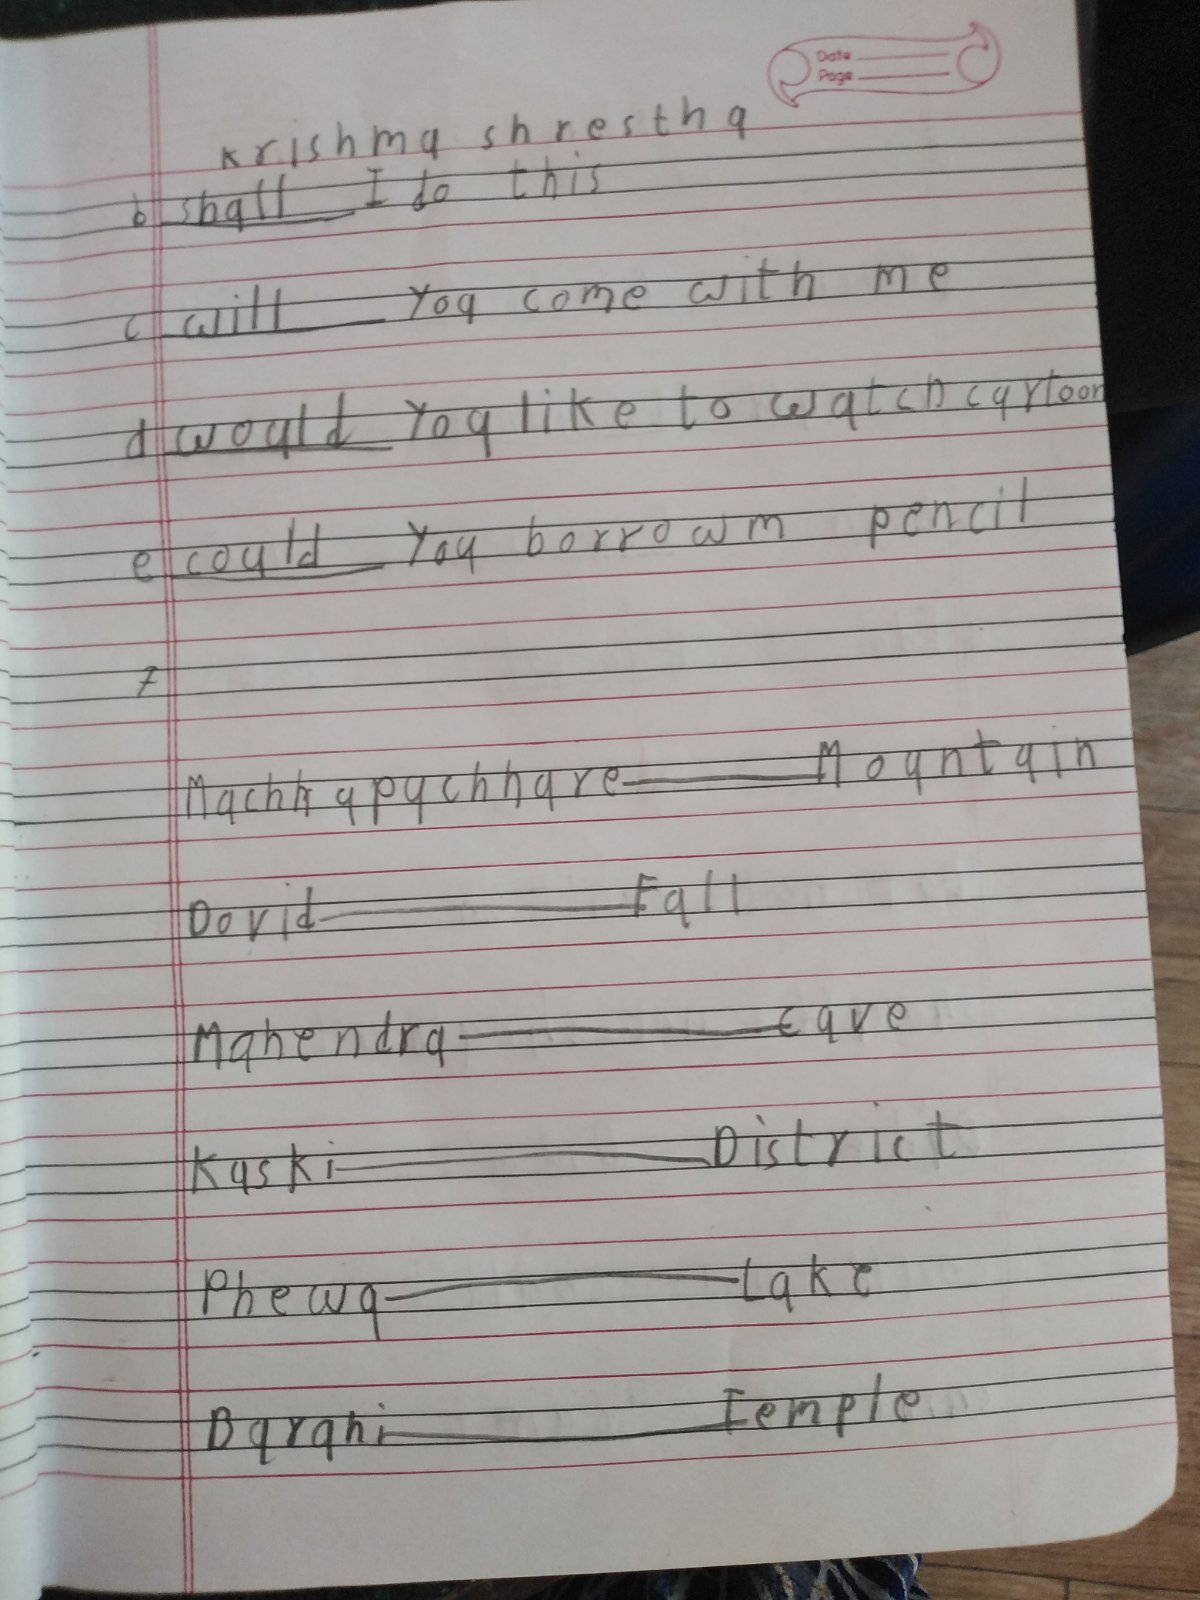 Date
Page
Krishma shrestha
b shall I do this
c will You come with me
d would You like to watch cartoon
e could You borrowm pencil
7
Machhapuchhare Mountain
David Fall
Mahendra cave
Kaski District
Phewa Lake
Barahi Temple